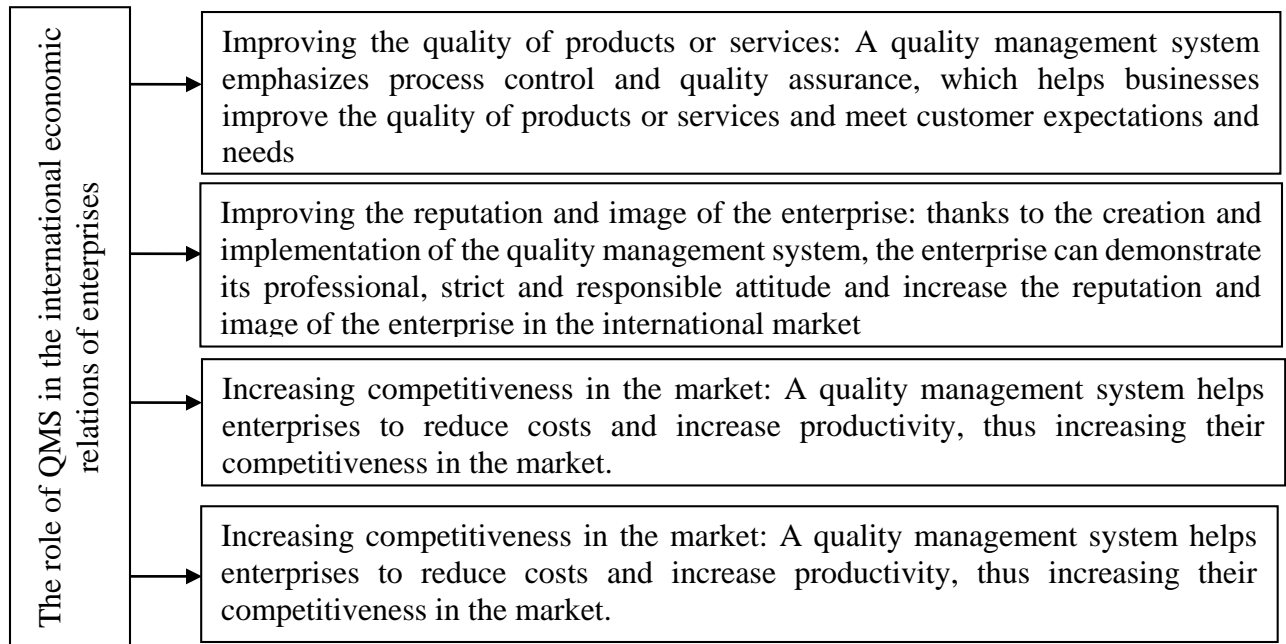 The role of QMS in the international economic
relations of enterprises
Improving the quality of products or services: A quality management system
emphasizes process control and quality assurance, which helps businesses
improve the quality of products or services and meet customer expectations and
needs
Improving the reputation and image of the enterprise: thanks to the creation and
implementation of the quality management system, the enterprise can demonstrate
its professional, strict and responsible attitude and increase the reputation and
image of the enterprise in the international market
Increasing competitiveness in the market: A quality management system helps
enterprises to reduce costs and increase productivity, thus increasing their
competitiveness in the market.
Increasing competitiveness in the market: A quality management system helps
enterprises to reduce costs and increase productivity, thus increasing their
competitiveness in the market.